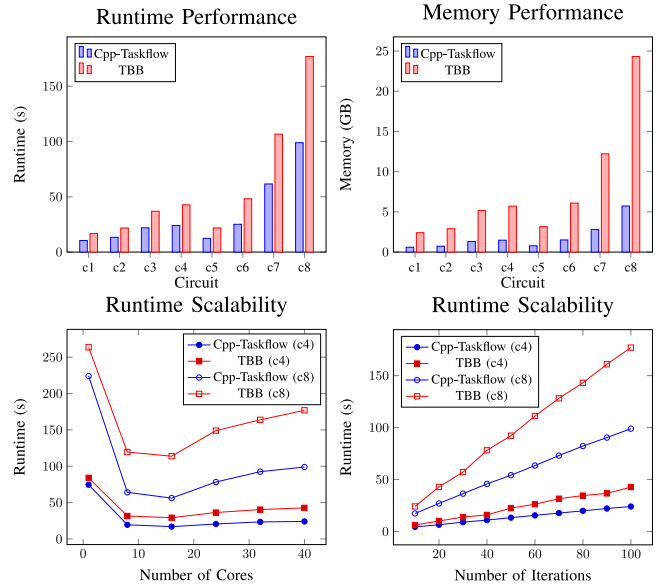 Runtime Performance
Cpp-Taskflow
TBB
Runtime (s)
150
100
50
0
c1 c2 c3 c4 c5 c6 c7 c8
Circuit
Memory Performance
Cpp-Taskflow
TBB
Memory (GB)
25
20
15
10
5
0
c1 c2 c3 c4 c5 c6 c7 c8
Circuit
Runtime Scalability
Cpp-Taskflow (c4)
TBB (c4)
Cpp-Taskflow (c8)
TBB (c8)
Runtime (s)
250
200
150
100
50
0
0 10 20 30 40
Number of Cores
Runtime Scalability
Cpp-Taskflow (c4)
TBB (c4)
Cpp-Taskflow (c8)
TBB (c8)
Runtime (s)
150
100
50
0
20 40 60 80 100
Number of Iterations